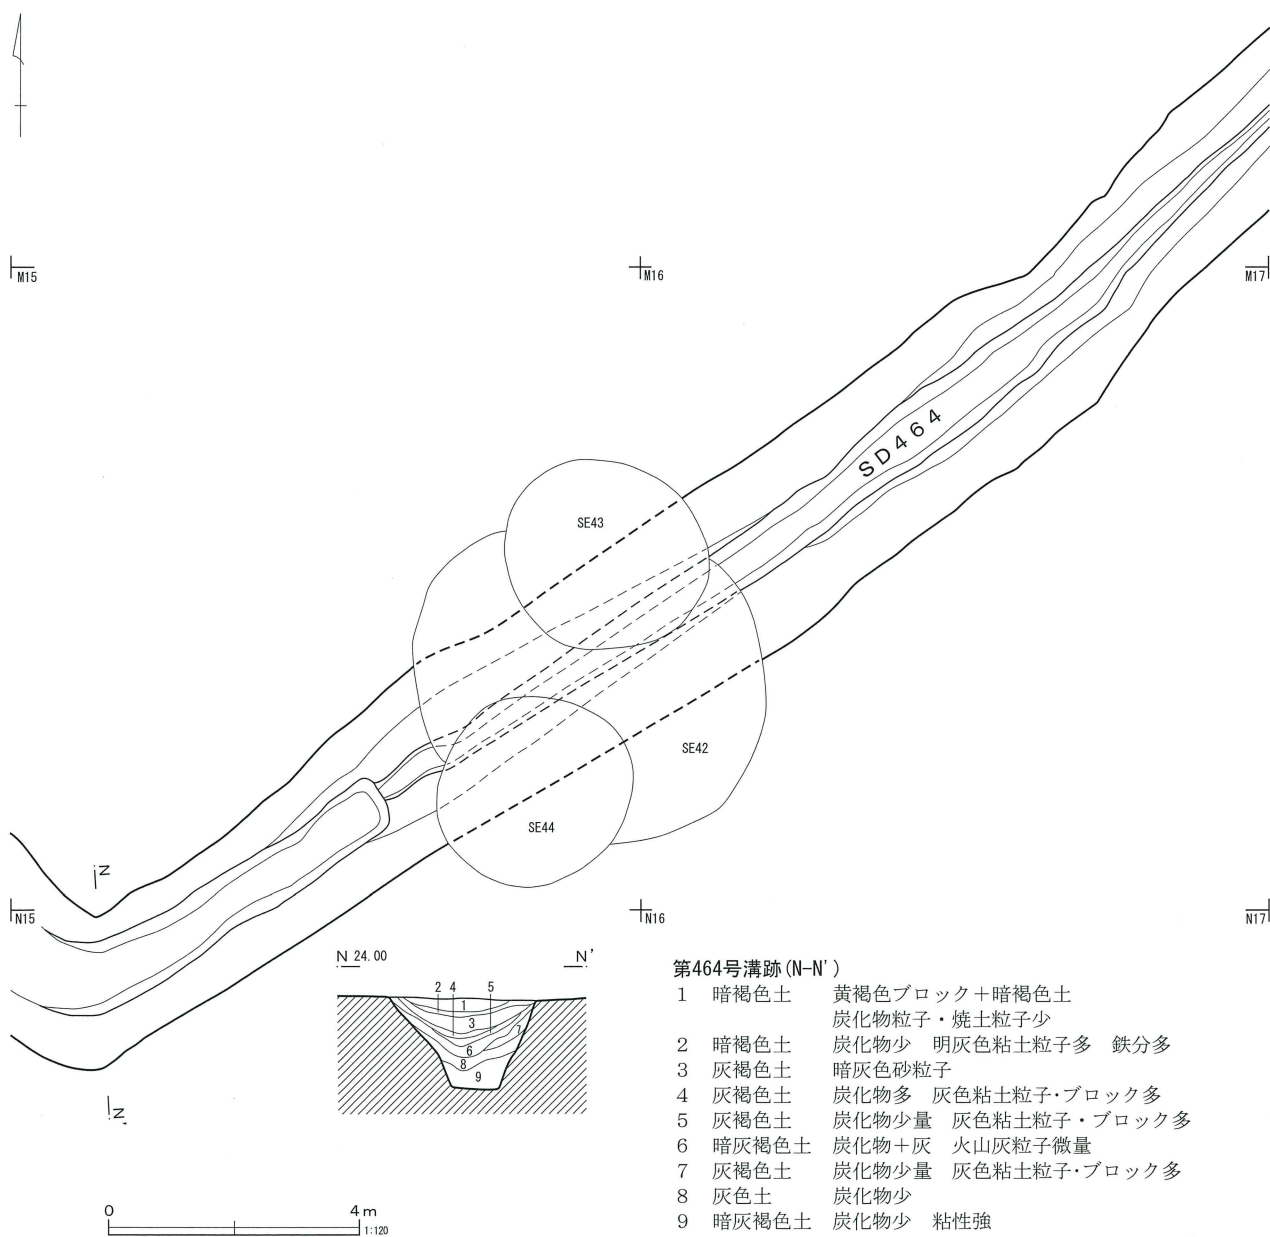 M15
M16
M17
SD464
SE43
SE42
SE44
N
N15
N16
N17
N'
N 24.00
N'
2 4 5
1
3
7
6
8
9
第464号溝跡(N-N')
1 暗褐色土 黄褐色ブロック+暗褐色土
炭化物粒子・焼土粒子少
2 暗褐色土 炭化物少 明灰色粘土粒子多 鉄分多
3 灰褐色土 暗灰色砂粒子
4 灰褐色土 炭化物多 灰色粘土粒子・ブロック多
5 灰褐色土 炭化物少量 灰色粘土粒子・ブロック多
6 暗灰褐色土 炭化物+灰 火山灰粒子微量
7 灰褐色土 炭化物少量 灰色粘土粒子・ブロック多
8 灰色土 炭化物少
9 暗灰褐色土 炭化物少 粘性強
0 4m
1:120